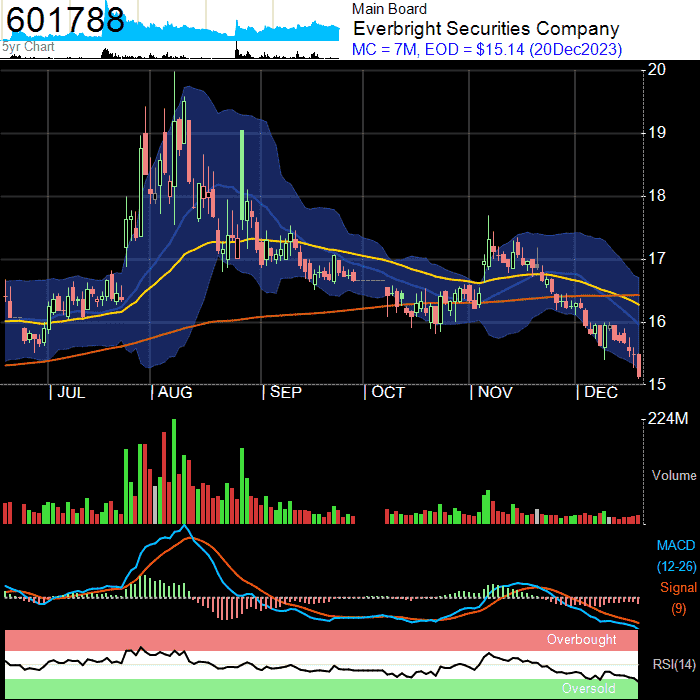 601788
5yr Chart
Main Board
Everbright Securities Company
MC = 7M, EOD = $15.14 (20Dec2023)
20
19
18
17
16
15
JUL AUG SEP OCT NOV DEC
224M
Volume
MACD
(12-26)
Signal
(9)
Overbought
RSI(14)
Oversold